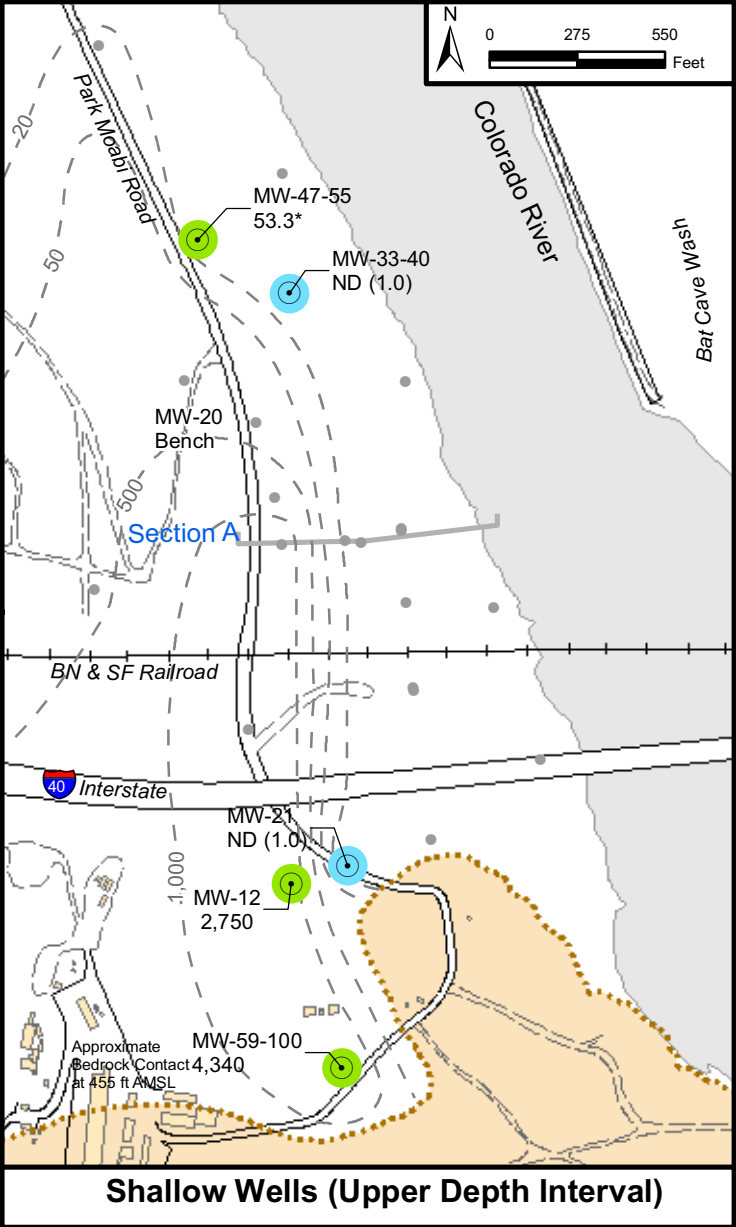 N
0 275 550
Feet
Park Moabi Road
20
50
Colorado River
Bat Cave Wash
MW-47-55
53.3*
MW-33-40
ND (1.0)
MW-20
Bench
500
Section A
BN & SF Railroad
40
Interstate
MW-21
ND (1.0)
1,000
MW-12
2,750
MW-59-100
4,340
Approximate
Bedrock Contact
at 455 ft AMSL
Shallow Wells (Upper Depth Interval)